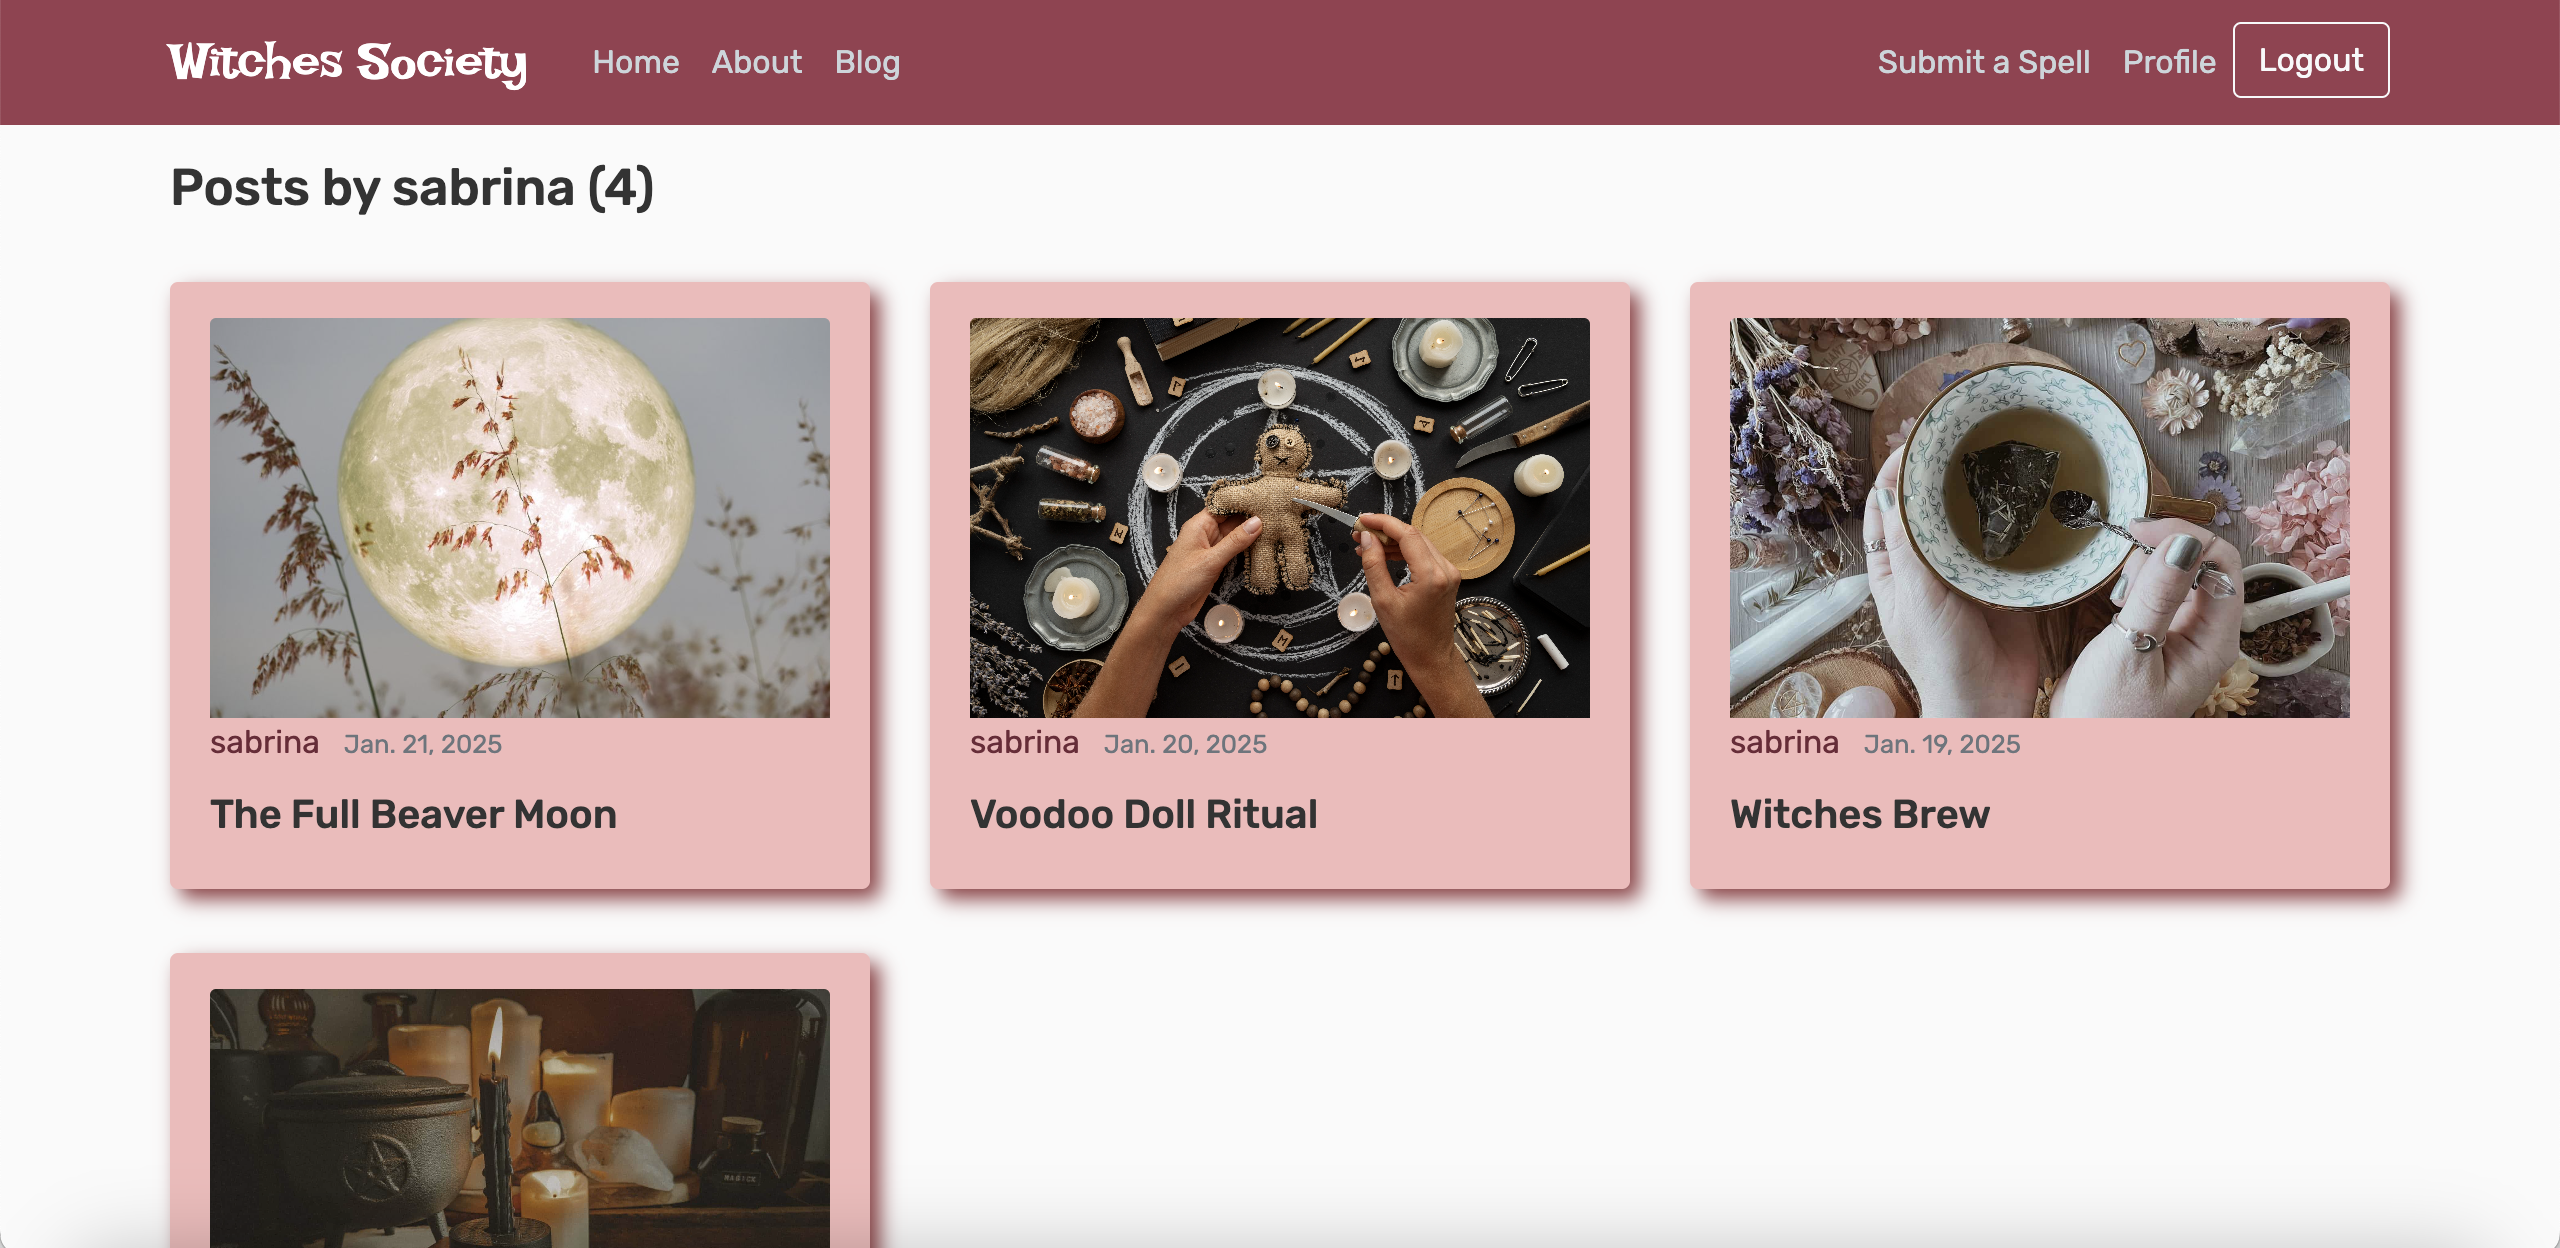 Witches Society Home About Blog Submit a Spell Profile Logout
Posts by sabrina (4)
sabrina Jan. 21, 2025
The Full Beaver Moon
sabrina Jan. 20, 2025
Voodoo Doll Ritual
sabrina Jan. 19, 2025
Witches Brew
MAGICK